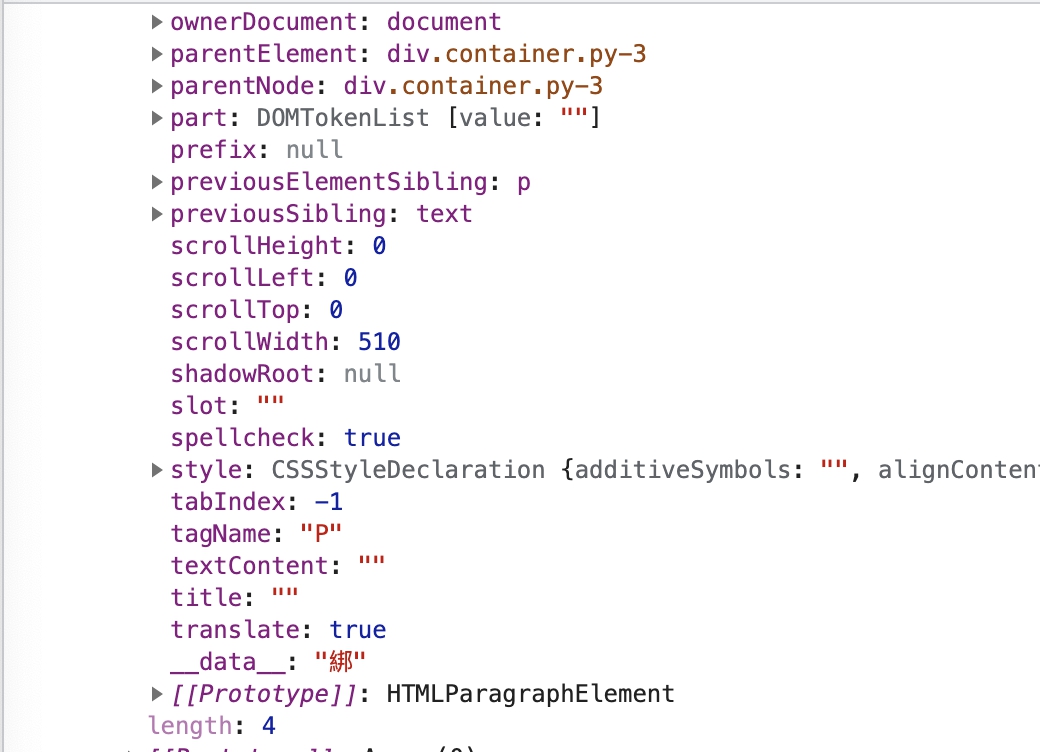 ownerDocument: document
parentElement: div.container.py-3
parentNode: div.container.py-3
part: DOMTokenList [value: ""]
prefix: null
previousElementSibling: p
previousSibling: text
scrollHeight: 0
scrollLeft: 0
scrollTop: 0
scrollWidth: 510
shadowRoot: null
slot: ""
spellcheck: true
style: CSSStyleDeclaration {additiveSymbols: "", alignConten
tabIndex: -1
tagName: "P"
textContent: ""
title: ""
translate: true
__data__: "綁"
[[Prototype]]: HTMLParagraphElement
length: 4